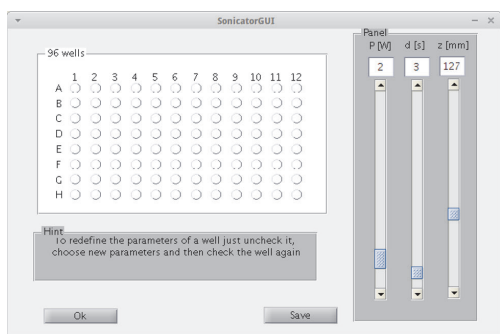 SonicatorGUI
Panel
P [W] d [s] z [mm]
2 3 127
96 wells
1 2 3 4 5 6 7 8 9 10 11 12
A
B
C
D
E
F
G
H
Hint
To redefine the parameters of a well just uncheck it,
choose new parameters and then check the well again
Ok Save